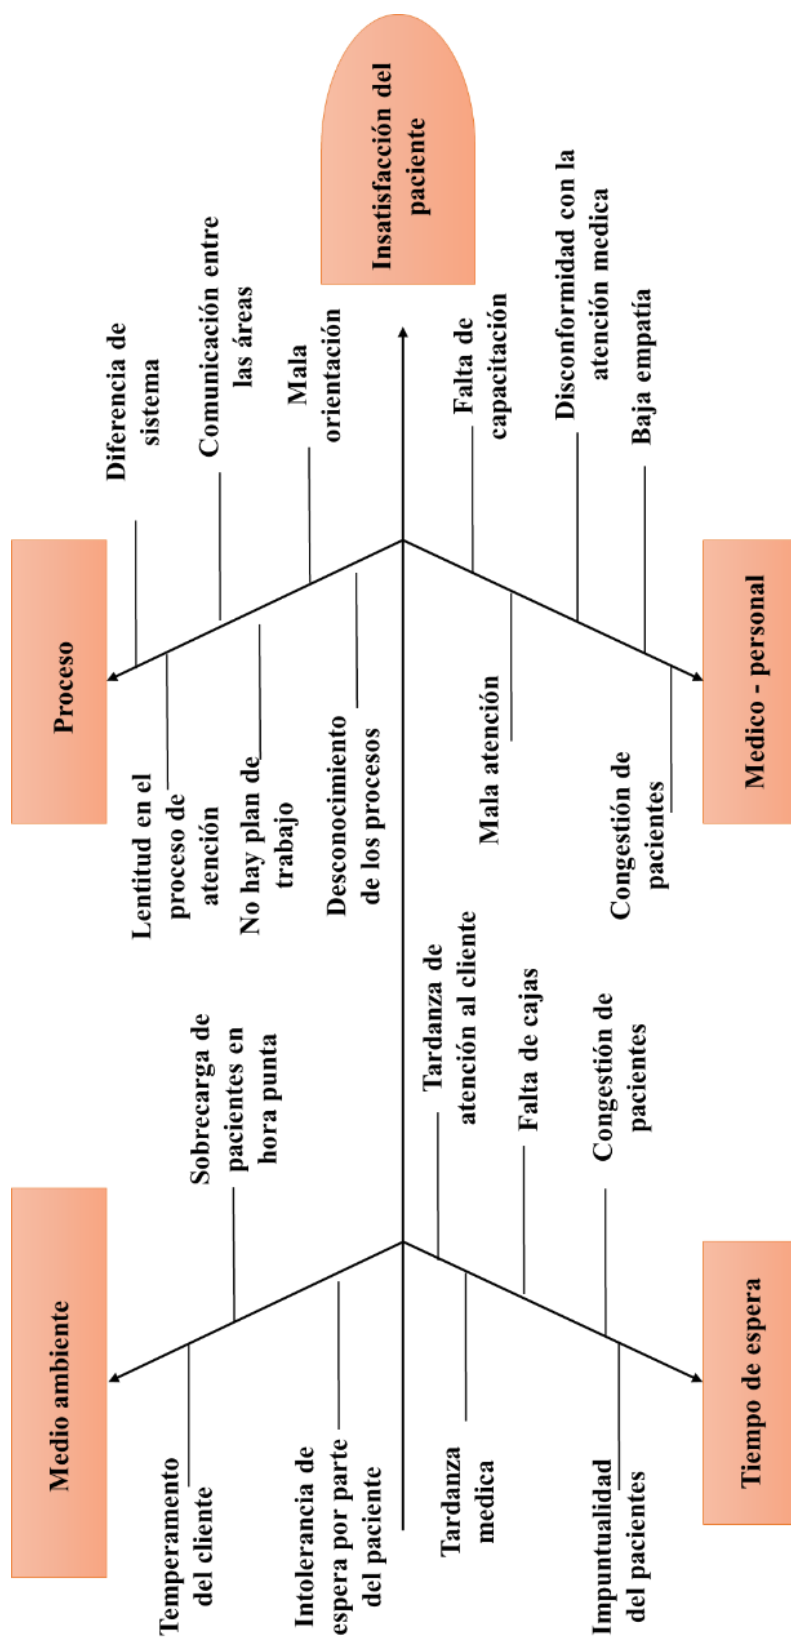 Medio ambiente
Proceso
Temperamento
del cliente
Sobrecarga de
pacientes en
hora punta
Intolerancia de
espera por parte
del paciente
Lentitud en el
proceso de
atención
Diferencia de
sistema
No hay plan de
trabajo
Comunicación entre
las áreas
Desconocimiento
de los procesos
Mala
orientación
Insatisfacción del
paciente
Tardanza
medica
Tardanza de
atención al cliente
Falta de cajas
Impuntualidad
del pacientes
Congestión de
pacientes
Mala atención
Falta de
capacitación
Disconformidad con la
atención medica
Congestión de
pacientes
Baja empatía
Tiempo de espera
Medico - personal